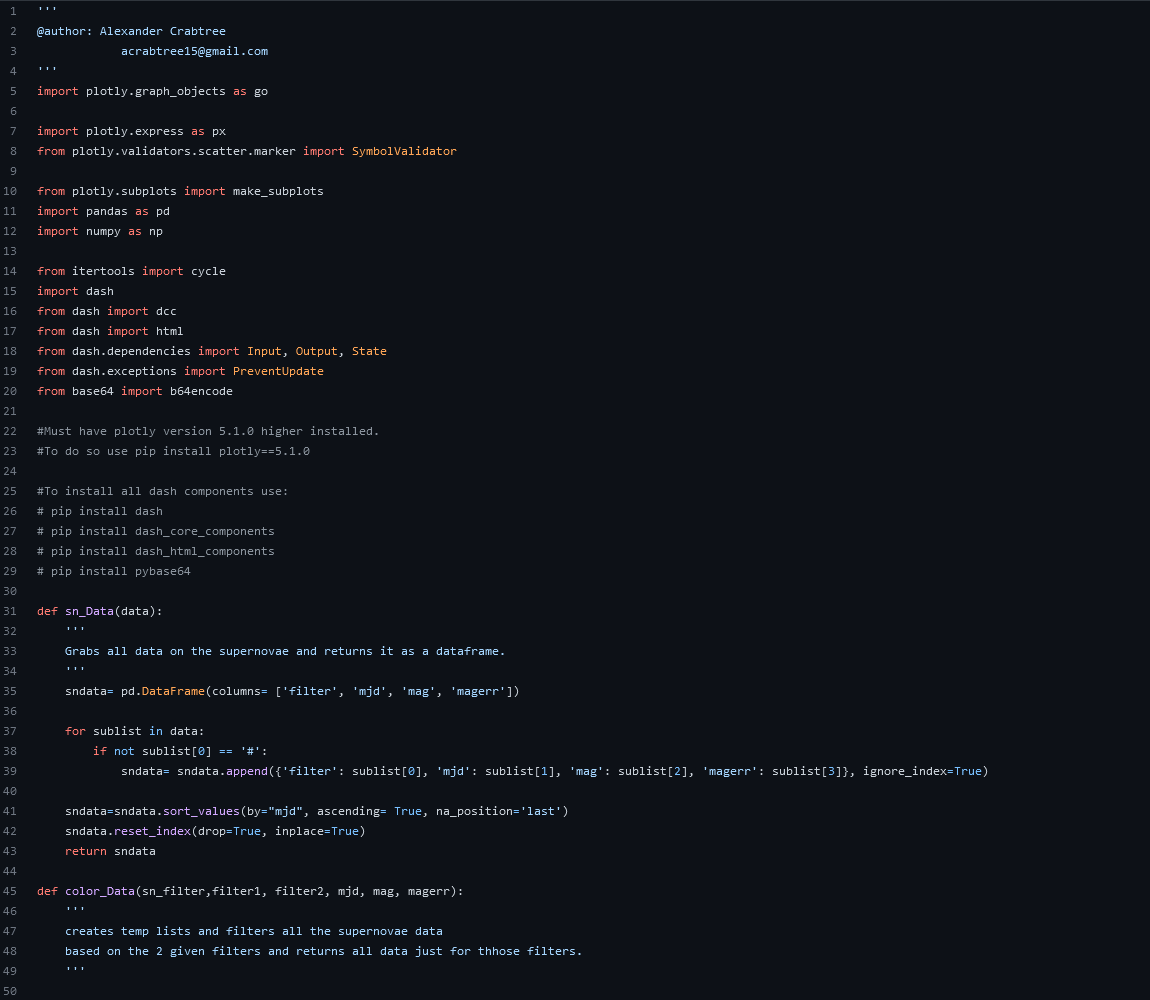 1 '''
2 @author: Alexander Crabtree
3             acrabtree15@gmail.com
4 '''
5 import plotly.graph_objects as go
6
7 import plotly.express as px
8 from plotly.validators.scatter.marker import SymbolValidator
9
10 from plotly.subplots import make_subplots
11 import pandas as pd
12 import numpy as np
13
14 from itertools import cycle
15 import dash
16 from dash import dcc
17 from dash import html
18 from dash.dependencies import Input, Output, State
19 from dash.exceptions import PreventUpdate
20 from base64 import b64encode
21
22 #Must have plotly version 5.1.0 higher installed.
23 #To do so use pip install plotly==5.1.0
24
25 #To install all dash components use:
26 # pip install dash
27 # pip install dash_core_components
28 # pip install dash_html_components
29 # pip install pybase64
30
31 def sn_Data(data):
32     '''
33     Grabs all data on the supernovae and returns it as a dataframe.
34     '''
35     sndata= pd.DataFrame(columns= ['filter', 'mjd', 'mag', 'magerr'])
36
37     for sublist in data:
38         if not sublist[0] == '#':
39             sndata= sndata.append({'filter': sublist[0], 'mjd': sublist[1], 'mag': sublist[2], 'magerr': sublist[3]}, ignore_index=True)
40
41     sndata=sndata.sort_values(by="mjd", ascending= True, na_position='last')
42     sndata.reset_index(drop=True, inplace=True)
43     return sndata
44
45 def color_Data(sn_filter,filter1, filter2, mjd, mag, magerr):
46     '''
47     creates temp lists and filters all the supernovae data
48     based on the 2 given filters and returns all data just for thhose filters.
49     '''
50